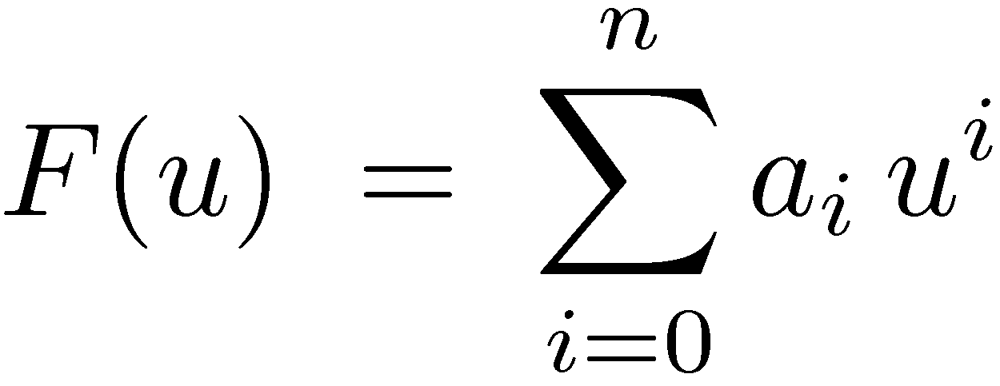 F(u) = \sum_{i=0}^{n} a_i u^i